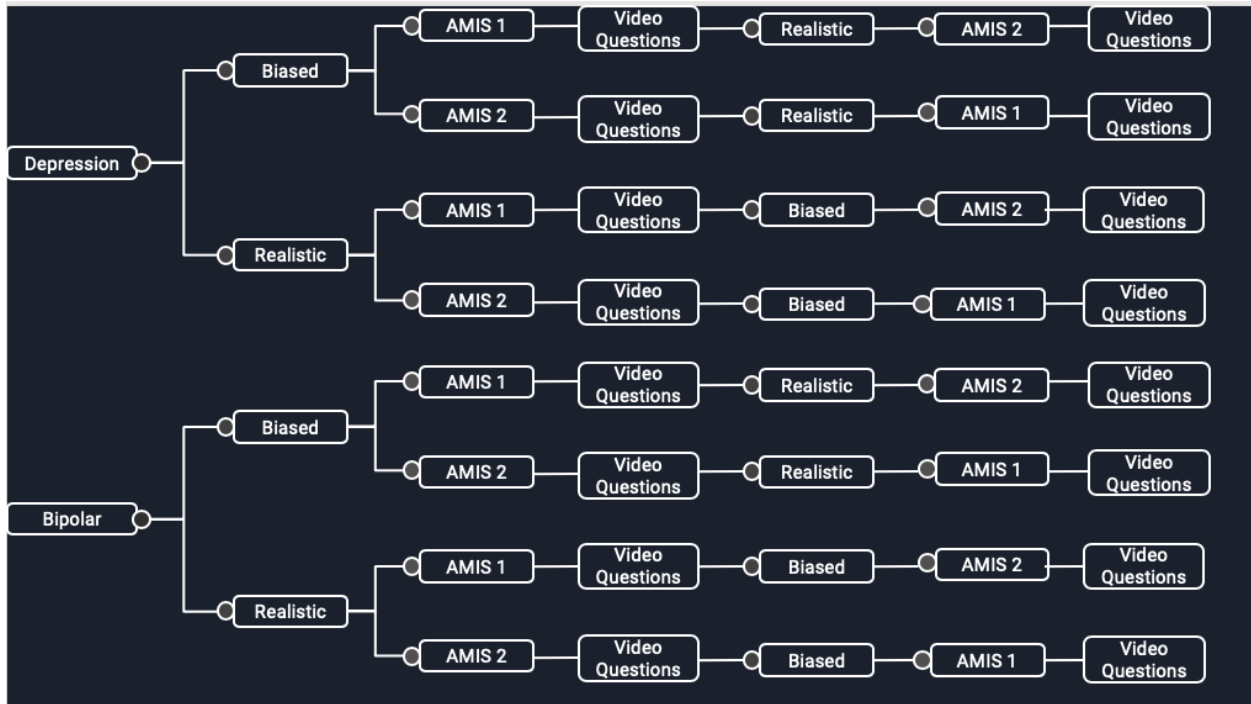 AMIS 1
Video
Questions
Realistic
AMIS 2
Video
Questions
Biased
AMIS 2
Video
Questions
Realistic
AMIS 1
Video
Questions
Depression
AMIS 1
Video
Questions
Biased
AMIS 2
Video
Questions
Realistic
AMIS 2
Video
Questions
Biased
AMIS 1
Video
Questions
AMIS 1
Video
Questions
Realistic
AMIS 2
Video
Questions
Biased
AMIS 2
Video
Questions
Realistic
AMIS 1
Video
Questions
Bipolar
AMIS 1
Video
Questions
Biased
AMIS 2
Video
Questions
Realistic
AMIS 2
Video
Questions
Biased
AMIS 1
Video
Questions